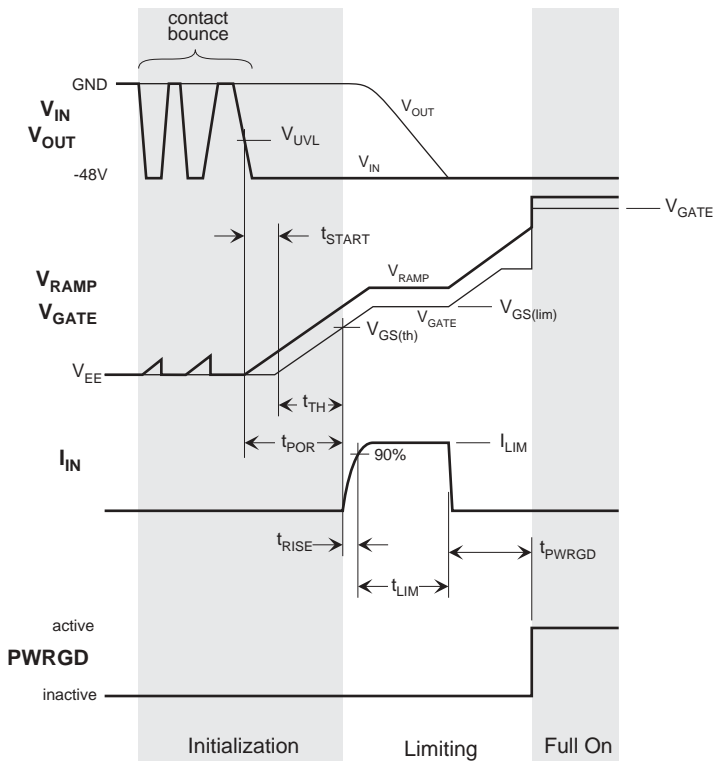 contact
bounce
GND
V_IN
V_OUT
V_OUT
V_UVL
V_IN
-48V
V_GATE
t_START
V_RAMP
V_RAMP
V_GATE
V_GATE
V_GS(lim)
V_GS(th)
V_EE
t_TH
t_POR
I_LIM
I_IN
90%
t_RISE
t_PWRGD
t_LIM
active
PWRGD
inactive
Initialization
Limiting
Full On